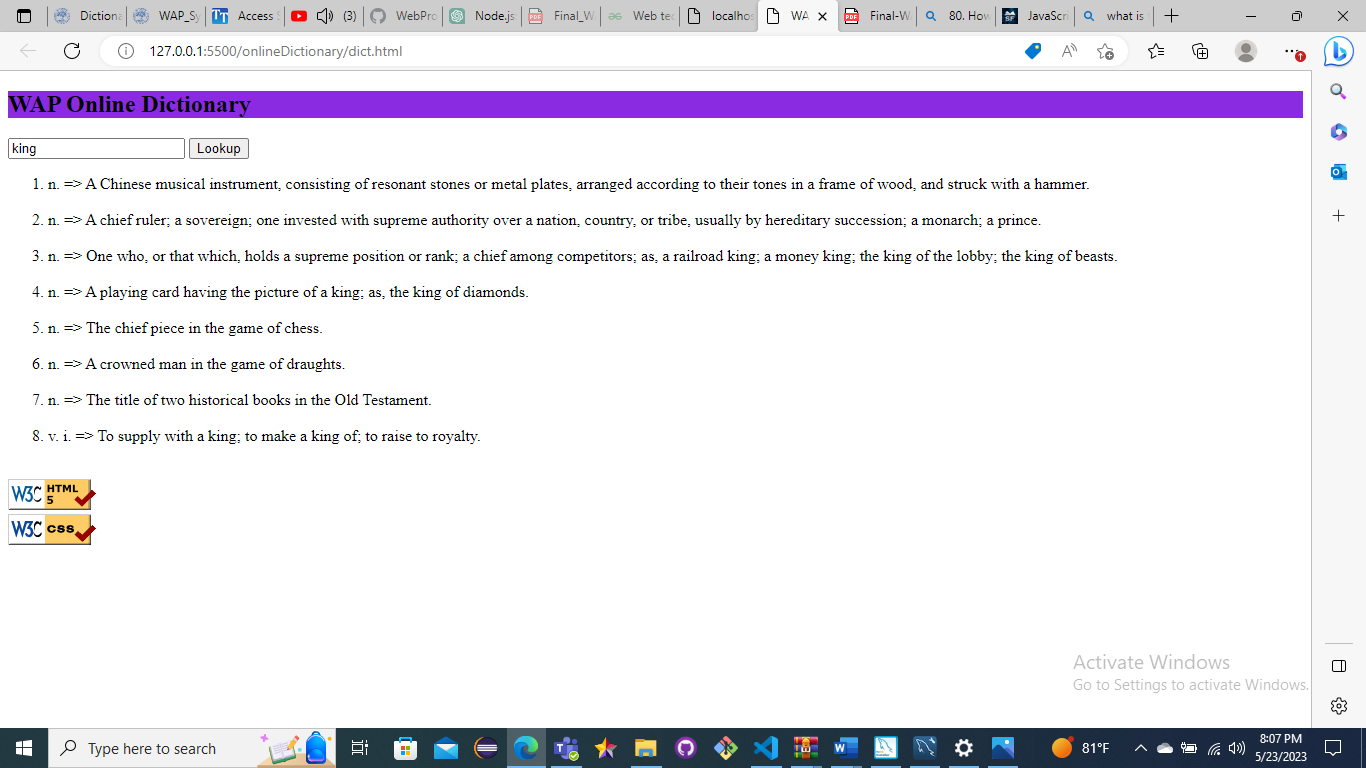 Dictiona
WAP_Sy
Access S
(3)
WebPro
Node.js
Final_W
Web tec
localhos
WA
Final-W
80. How
JavaScri
what is
127.0.0.1:5500/onlineDictionary/dict.html
WAP Online Dictionary
king Lookup
1. n. => A Chinese musical instrument, consisting of resonant stones or metal plates, arranged according to their tones in a frame of wood, and struck with a hammer.
2. n. => A chief ruler; a sovereign; one invested with supreme authority over a nation, country, or tribe, usually by hereditary succession; a monarch; a prince.
3. n. => One who, or that which, holds a supreme position or rank; a chief among competitors; as, a railroad king; a money king; the king of the lobby; the king of beasts.
4. n. => A playing card having the picture of a king; as, the king of diamonds.
5. n. => The chief piece in the game of chess.
6. n. => A crowned man in the game of draughts.
7. n. => The title of two historical books in the Old Testament.
8. v. i. => To supply with a king; to make a king of; to raise to royalty.
W3C HTML 5
W3C css
Activate Windows
Go to Settings to activate Windows.
Type here to search
81°F
8:07 PM
5/23/2023